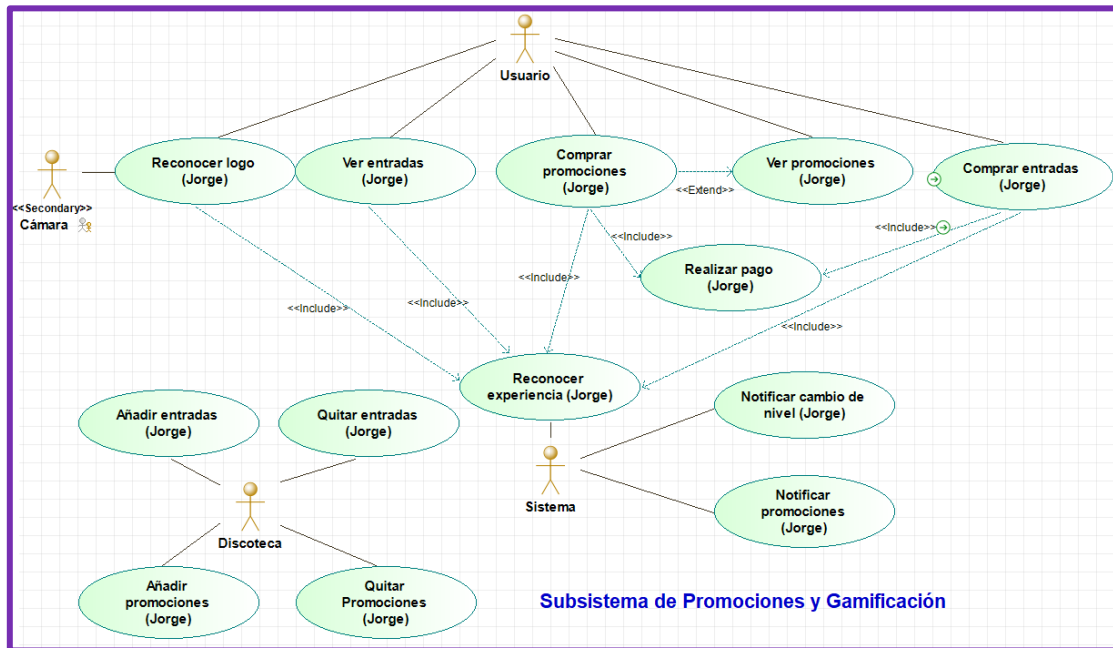 Usuario
Reconocer logo
(Jorge)
Ver entradas
(Jorge)
Comprar
promociones
(Jorge)
Ver promociones
(Jorge)
Comprar entradas
(Jorge)
<<Extend>>
<<Secondary>>
Cámara
<<Include>>
<<Include>>
Realizar pago
(Jorge)
<<Include>>
<<Include>>
<<Include>>
<<Include>>
Reconocer
experiencia (Jorge)
Notificar cambio de
nivel (Jorge)
Añadir entradas
(Jorge)
Quitar entradas
(Jorge)
Sistema
Notificar
promociones
(Jorge)
Discoteca
Añadir
promociones
(Jorge)
Quitar
Promociones
(Jorge)
Subsistema de Promociones y Gamificación